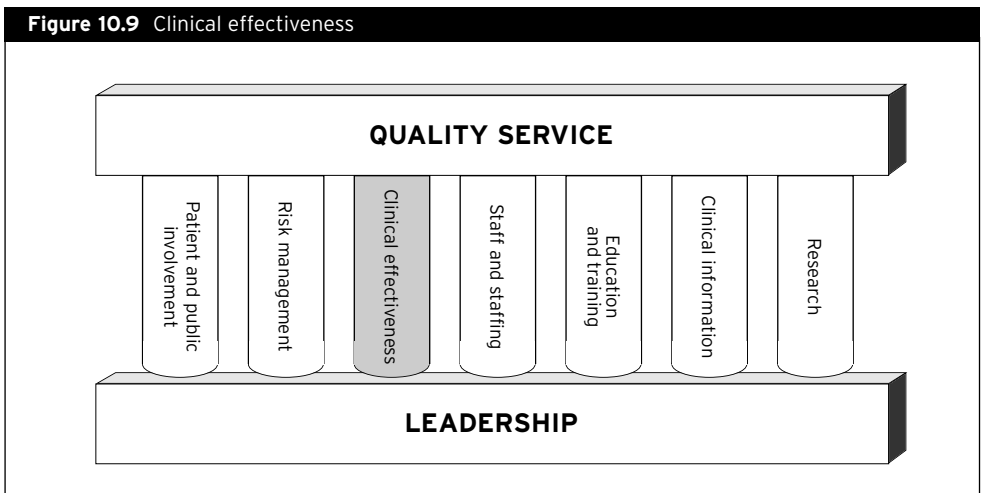 Figure 10.9 Clinical effectiveness
QUALITY SERVICE
Patient and public
involvement
Risk management
Clinical effectiveness
Staff and staffing
Education
and training
Clinical information
Research
LEADERSHIP